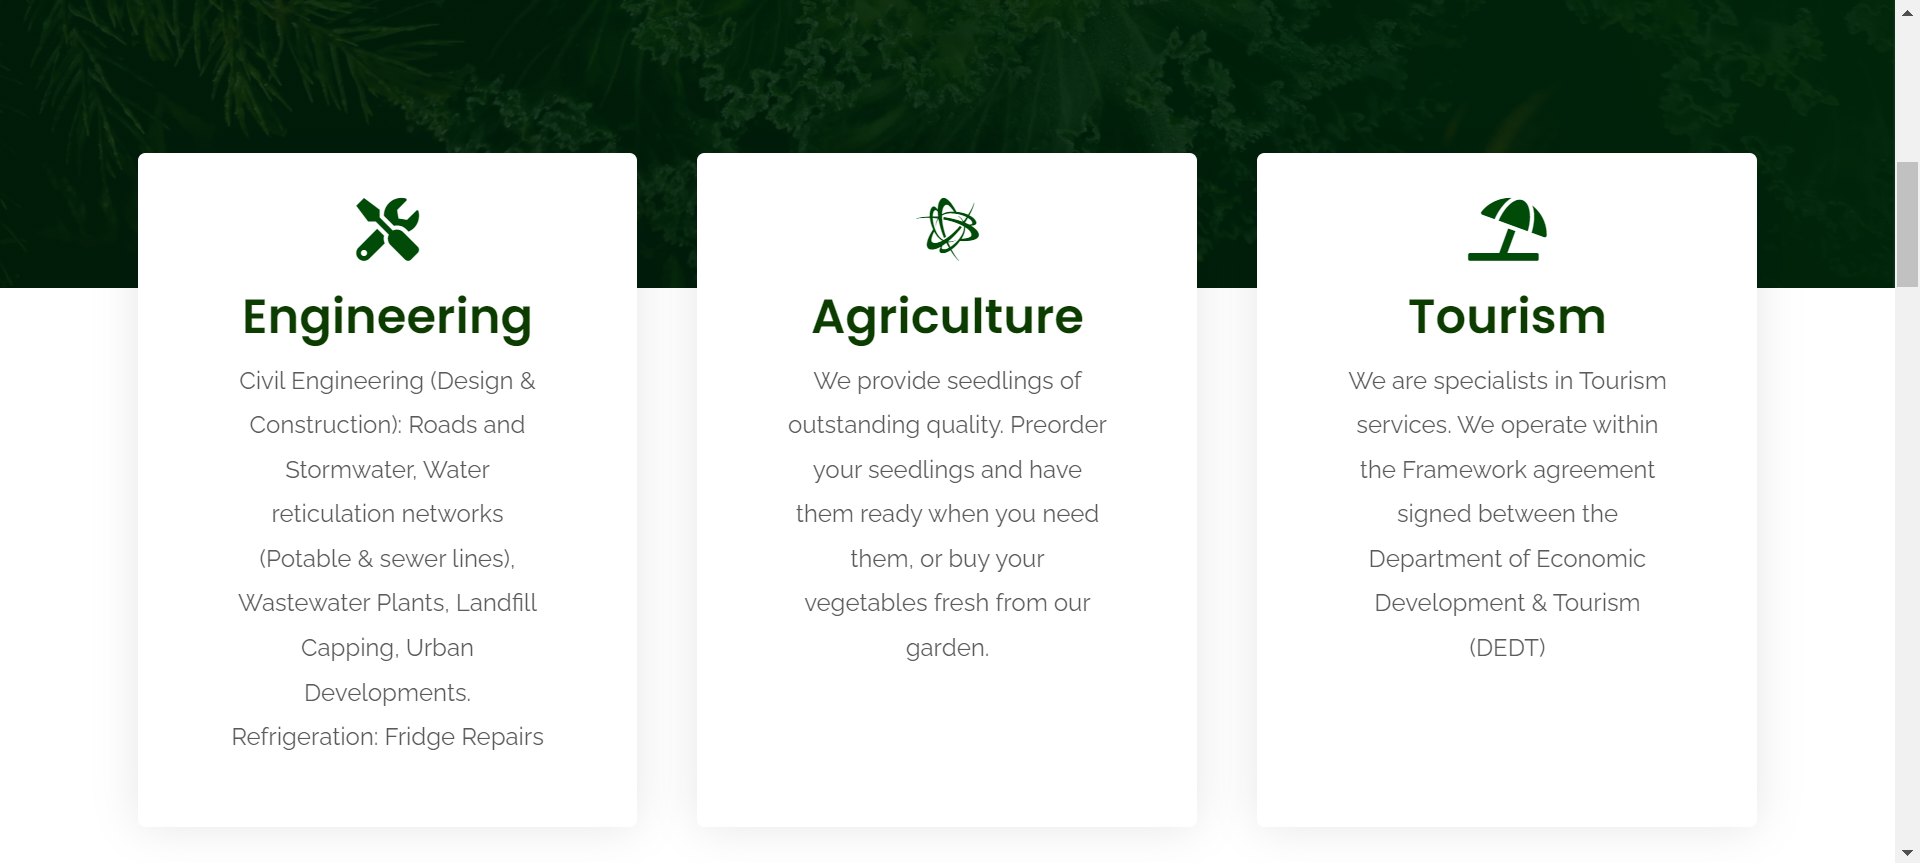 Engineering
Civil Engineering (Design &
Construction): Roads and
Stormwater, Water
reticulation networks
(Potable & sewer lines),
Wastewater Plants, Landfill
Capping, Urban
Developments.
Refrigeration: Fridge Repairs
Agriculture
We provide seedlings of
outstanding quality. Preorder
your seedlings and have
them ready when you need
them, or buy your
vegetables fresh from our
garden.
Tourism
We are specialists in Tourism
services. We operate within
the Framework agreement
signed between the
Department of Economic
Development & Tourism
(DEDT)